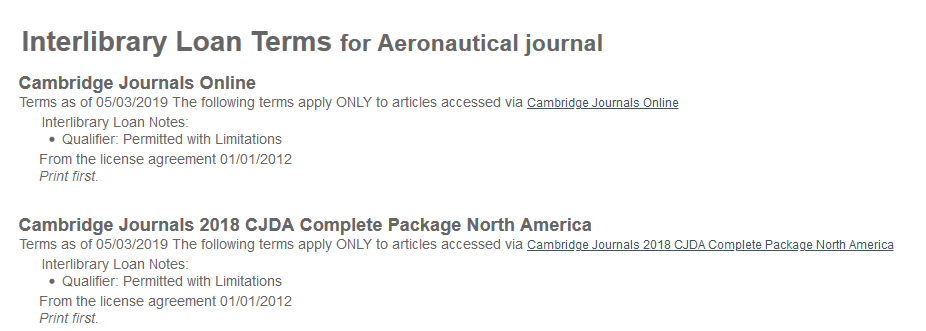 Interlibrary Loan Terms for Aeronautical journal
Cambridge Journals Online
Terms as of 05/03/2019 The following terms apply ONLY to articles accessed via Cambridge Journals Online
Interlibrary Loan Notes:
• Qualifier: Permitted with Limitations
From the license agreement 01/01/2012
Print first.
Cambridge Journals 2018 CJDA Complete Package North America
Terms as of 05/03/2019 The following terms apply ONLY to articles accessed via Cambridge Journals 2018 CJDA Complete Package North America
Interlibrary Loan Notes:
• Qualifier: Permitted with Limitations
From the license agreement 01/01/2012
Print first.